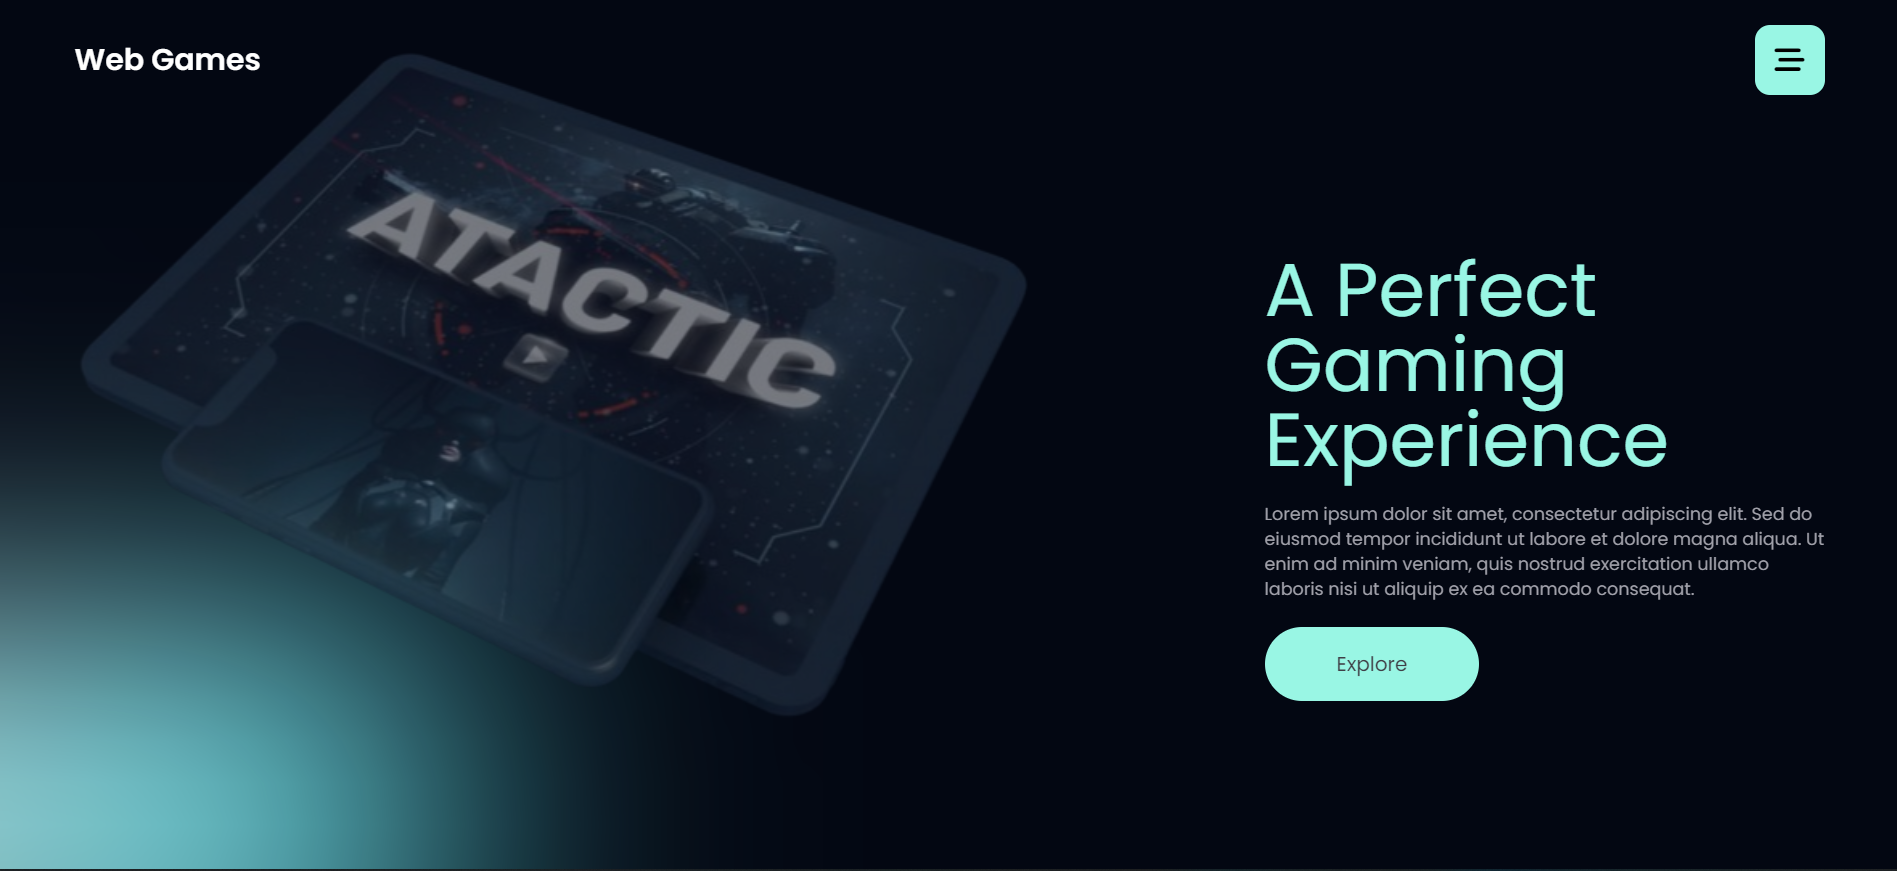 Web Games
ATACTIC
A Perfect
Gaming
Experience
Lorem ipsum dolor sit amet, consectetur adipiscing elit. Sed do
eiusmod tempor incididunt ut labore et dolore magna aliqua. Ut
enim ad minim veniam, quis nostrud exercitation ullamco
laboris nisi ut aliquip ex ea commodo consequat.
Explore